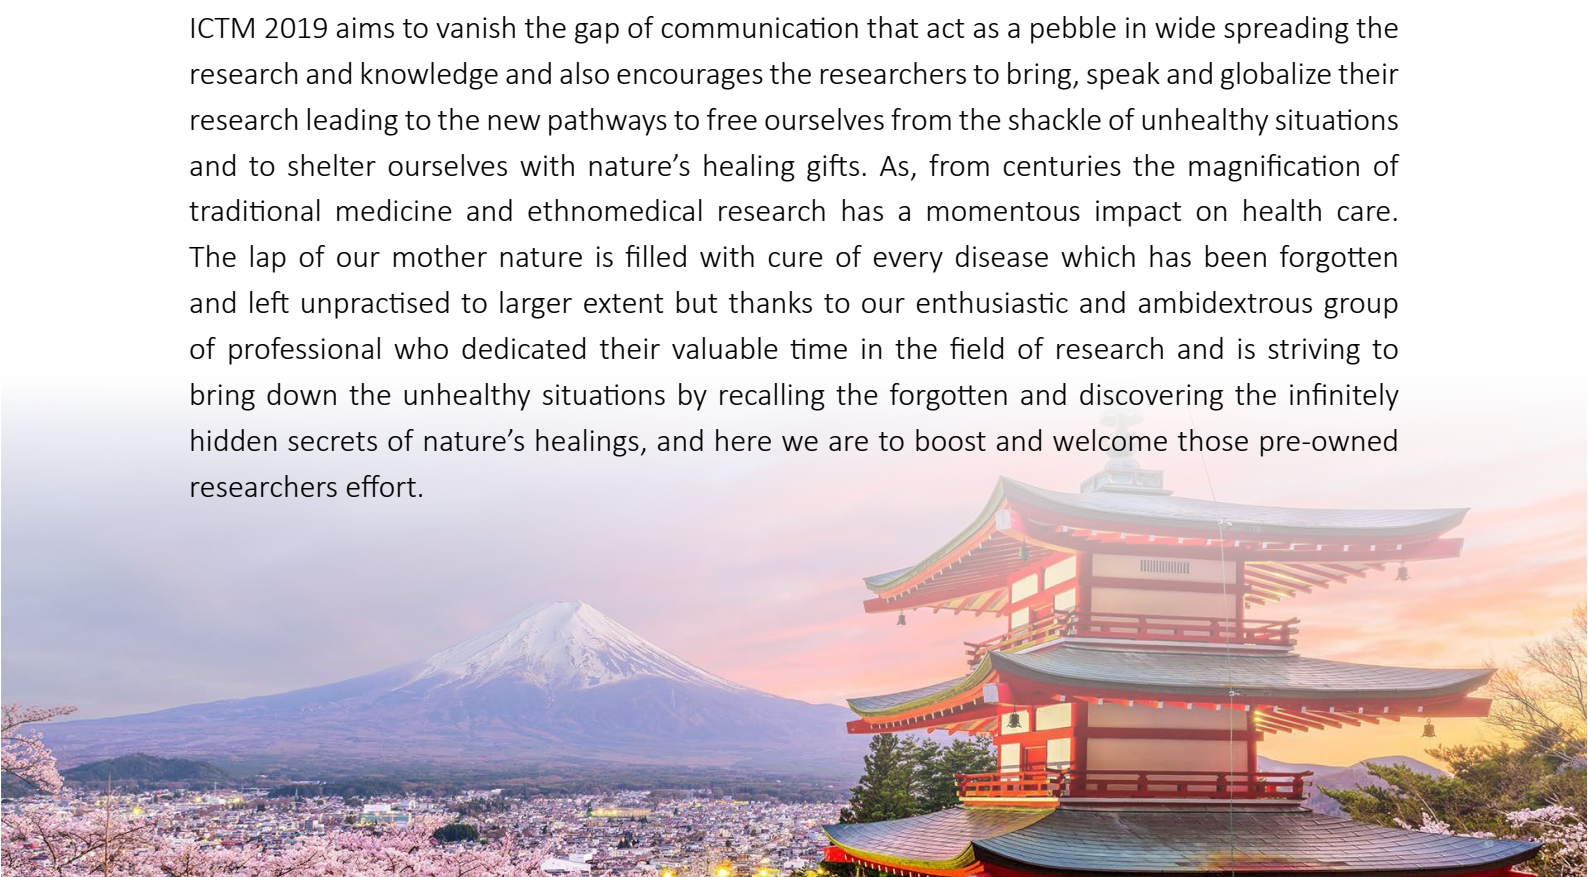 ICTM 2019 aims to vanish the gap of communication that act as a pebble in wide spreading the
research and knowledge and also encourages the researchers to bring, speak and globalize their
research leading to the new pathways to free ourselves from the shackle of unhealthy situations
and to shelter ourselves with nature’s healing gifts. As, from centuries the magnification of
traditional medicine and ethnomedical research has a momentous impact on health care.
The lap of our mother nature is filled with cure of every disease which has been forgotten
and left unpractised to larger extent but thanks to our enthusiastic and ambidextrous group
of professional who dedicated their valuable time in the field of research and is striving to
bring down the unhealthy situations by recalling the forgotten and discovering the infinitely
hidden secrets of nature’s healings, and here we are to boost and welcome those pre-owned
researchers effort.